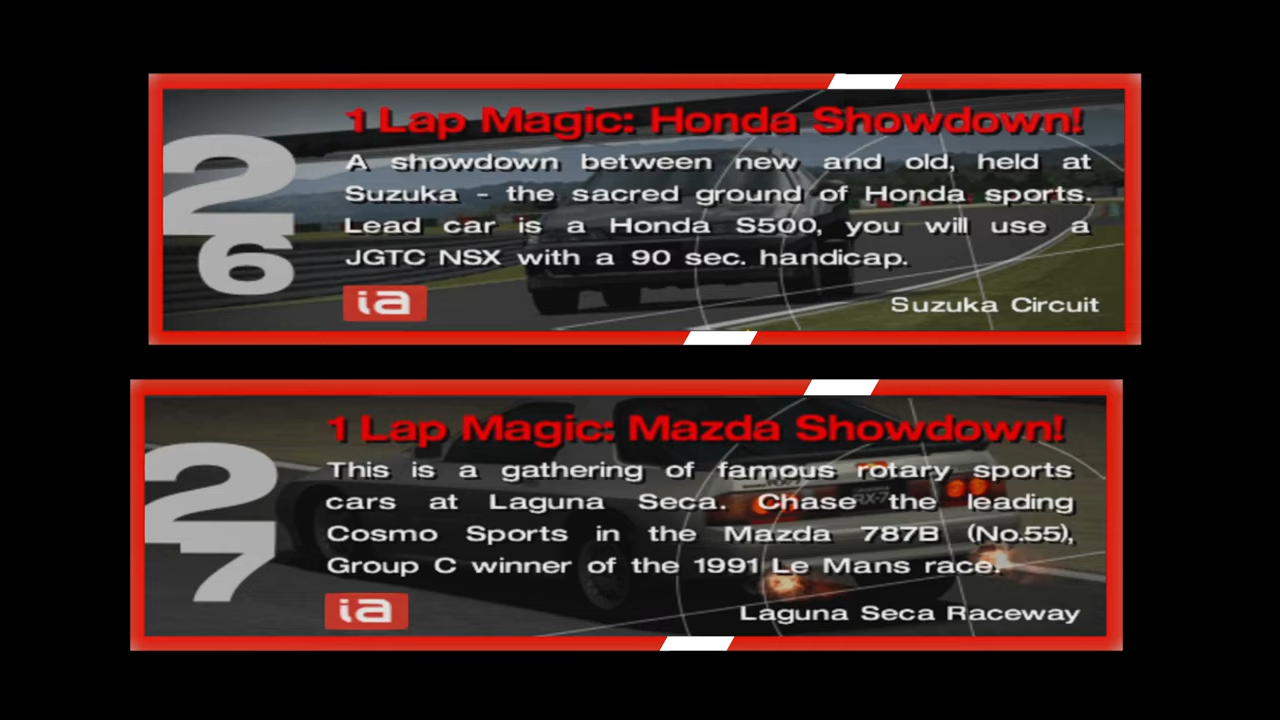 1 Lap Magic: Honda Showdown!
A showdown between new and old, held at
Suzuka - the sacred ground of Honda sports.
Lead car is a Honda S500, you will use a
JGTC NSX with a 90 sec. handicap.
26
iA
Suzuka Circuit
1 Lap Magic: Mazda Showdown!
This is a gathering of famous rotary sports
cars at Laguna Seca. Chase the leading
Cosmo Sports in the Mazda 787B (No.55),
Group C winner of the 1991 Le Mans race.
RX-7
27
iA
Laguna Seca Raceway